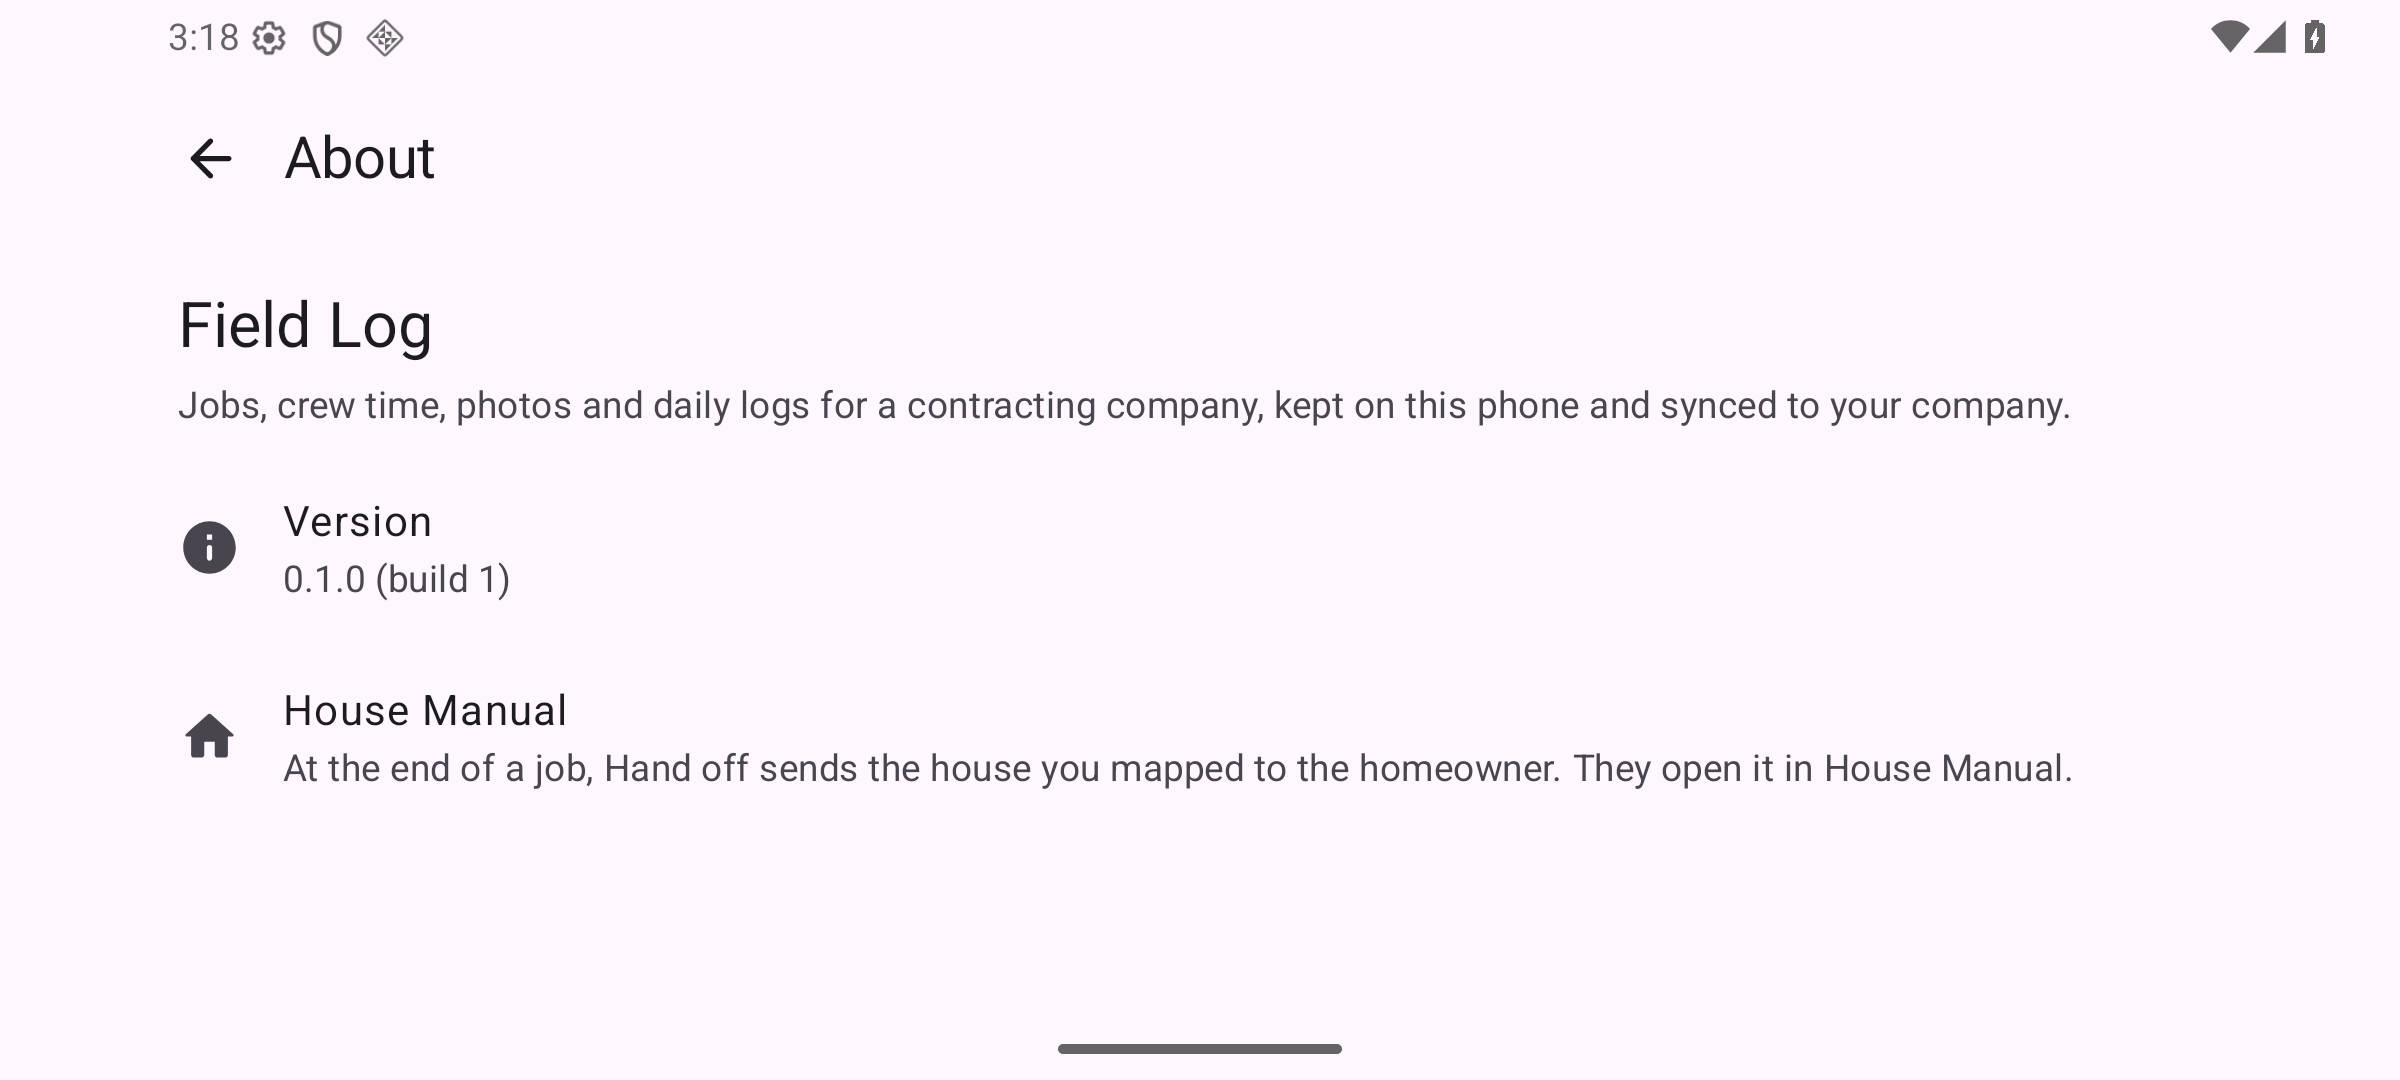 3:18
About
Field Log
Jobs, crew time, photos and daily logs for a contracting company, kept on this phone and synced to your company.
Version
0.1.0 (build 1)
House Manual
At the end of a job, Hand off sends the house you mapped to the homeowner. They open it in House Manual.